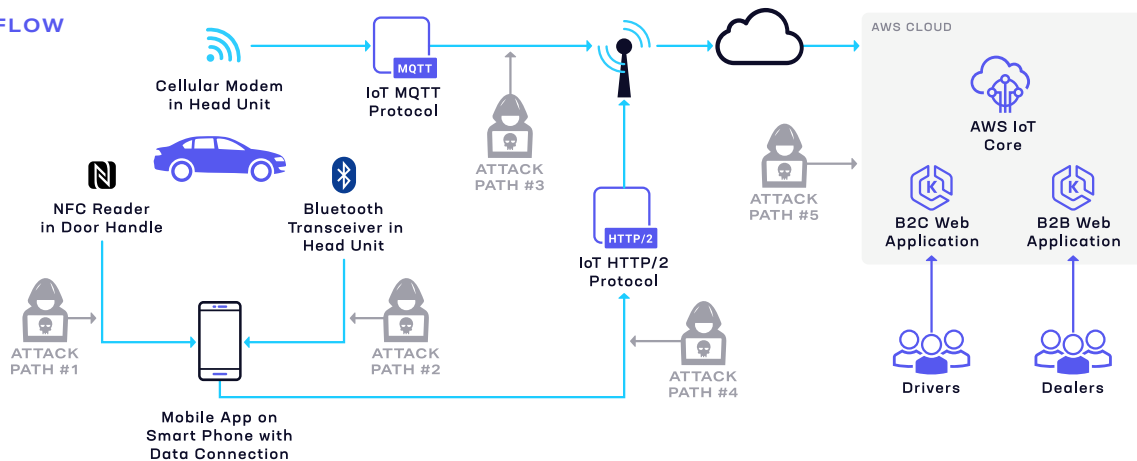 FLOW
AWS CLOUD
MQTT
Cellular Modem
in Head Unit
IoT MQTT
Protocol
AWS IoT
Core
ATTACK
PATH #3
ATTACK
PATH #5
NFC Reader
in Door Handle
Bluetooth
Transceiver in
Head Unit
K
K
B2C Web
Application
B2B Web
Application
HTTP/2
IoT HTTP/2
Protocol
ATTACK
PATH #1
ATTACK
PATH #2
ATTACK
PATH #4
Drivers
Dealers
Mobile App on
Smart Phone with
Data Connection